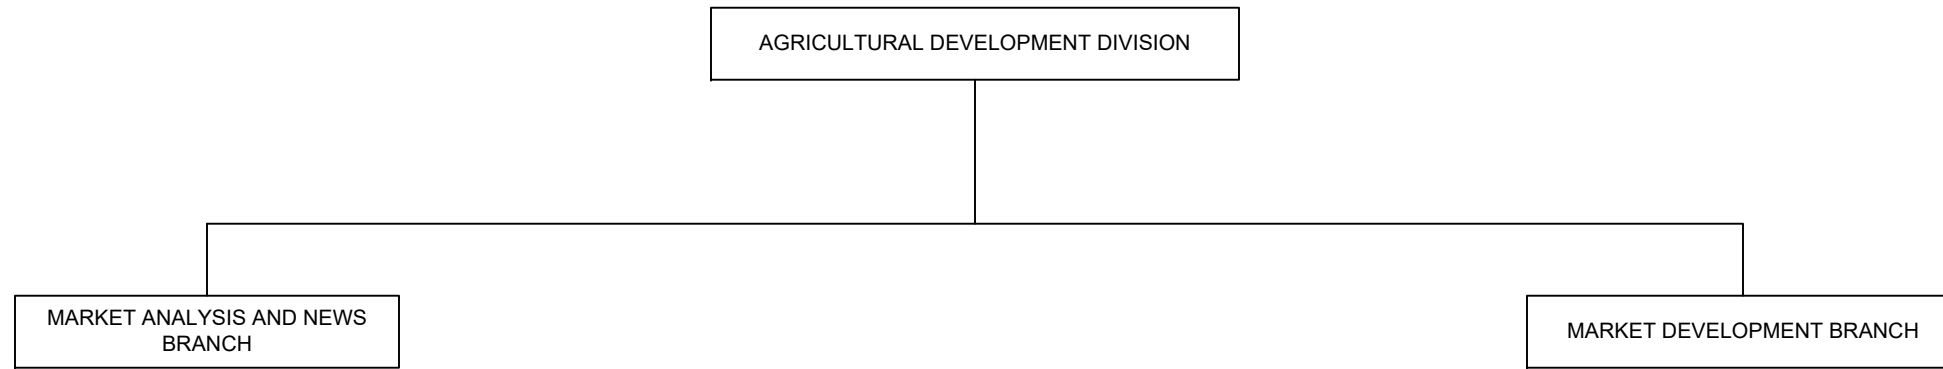 AGRICULTURAL DEVELOPMENT DIVISION
MARKET ANALYSIS AND NEWS
BRANCH
MARKET DEVELOPMENT BRANCH